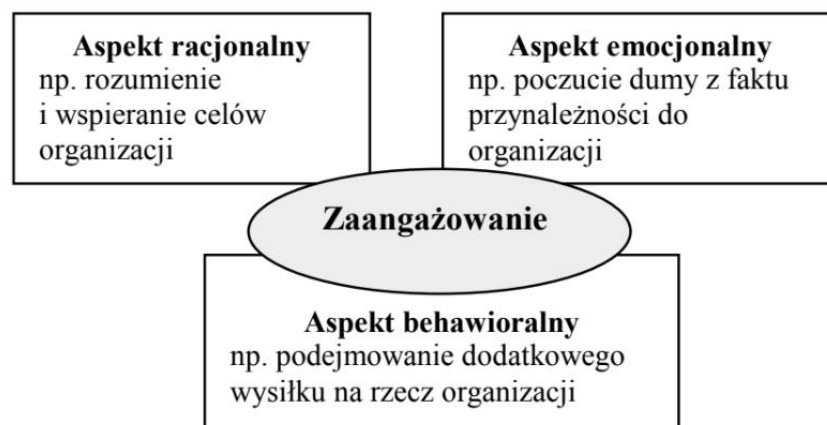 Aspekt racjonalny
np. rozumienie
i wspieranie celów
organizacji
Aspekt emocjonalny
np. poczucie dumy z faktu
przynależności do
organizacji
Zaangażowanie
Aspekt behawioralny
np. podejmowanie dodatkowego
wysiłku na rzecz organizacji